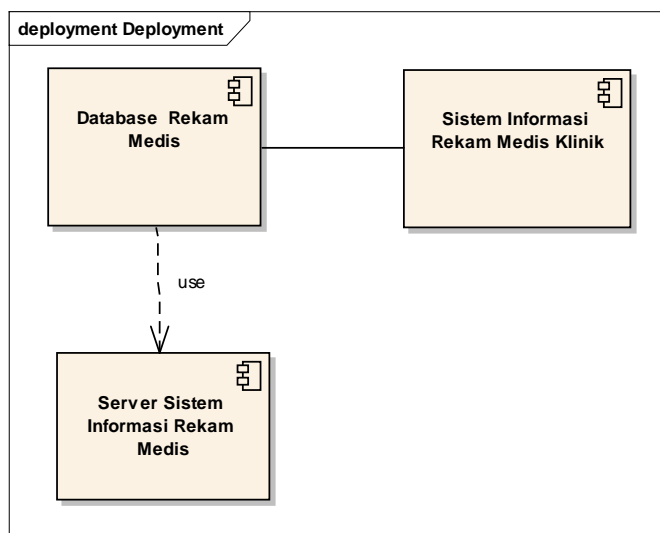 deployment Deployment
Database Rekam
Medis
Sistem Informasi
Rekam Medis Klinik
use
Server Sistem
Informasi Rekam
Medis